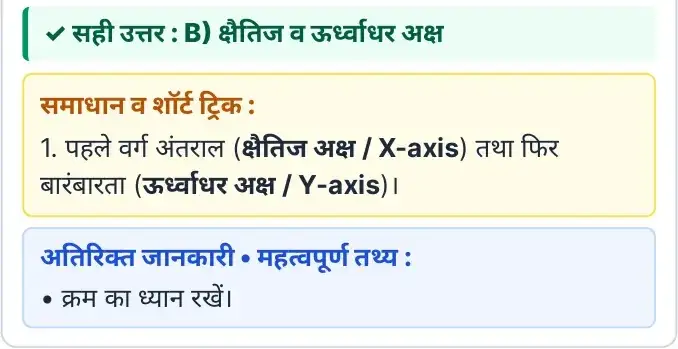 ✓ सही उत्तर : B) क्षैतिज व ऊर्ध्वाधर अक्ष
समाधान व शॉर्ट ट्रिक :
1. पहले वर्ग अंतराल (क्षैतिज अक्ष / X-axis) तथा फिर
बारंबारता (ऊर्ध्वाधर अक्ष / Y-axis)।
अतिरिक्त जानकारी • महत्वपूर्ण तथ्य :
• क्रम का ध्यान रखें।